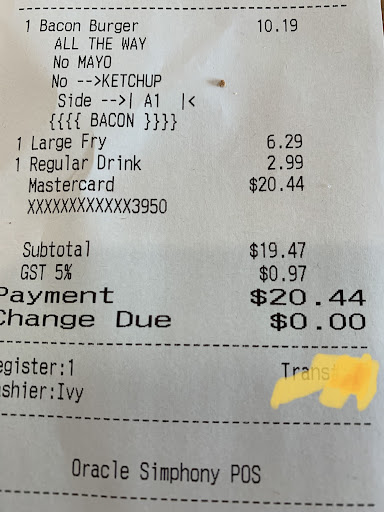 1 Bacon Burger 10.19
ALL THE WAY
No MAYO
No -->KETCHUP
Side -->| A1 |<
{{{{ BACON }}}}
1 Large Fry 6.29
1 Regular Drink 2.99
Mastercard $20.44
XXXXXXXXXXXX3950
Subtotal $19.47
GST 5% $0.97
Payment $20.44
Change Due $0.00
egister:1 Trans
shier:Ivy
Oracle Simphony POS